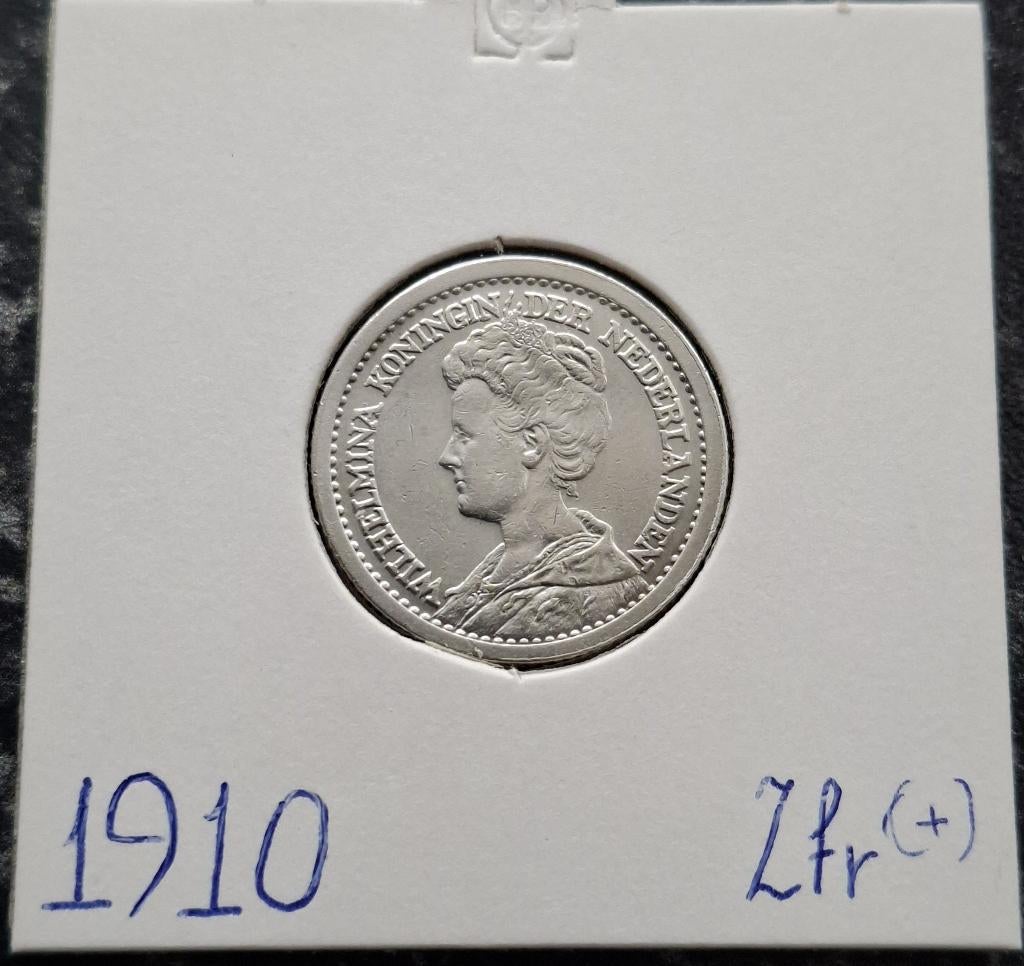 WILHELMINA KONINGIN DER NEDERLANDEN
1910
Zfr(+)